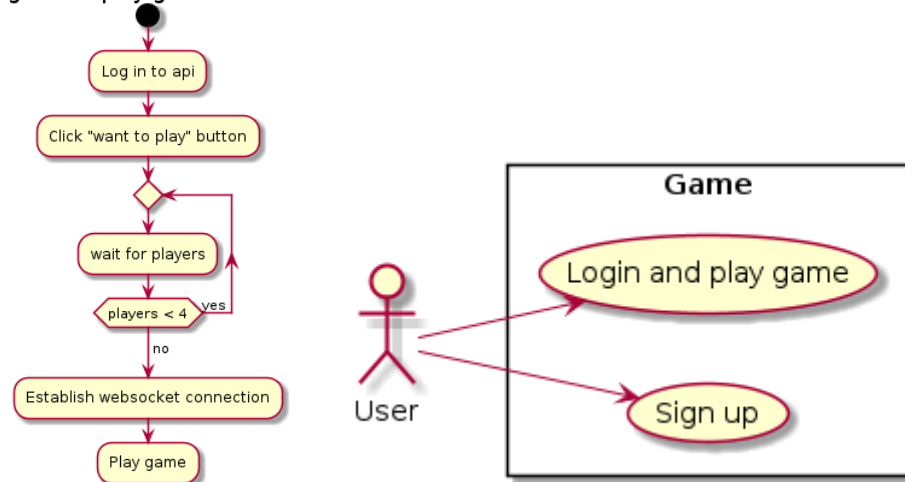 Log in to api
Click "want to play" button
wait for players
players < 4
yes
no
Establish websocket connection
Play game
User
Game
Login and play game
Sign up